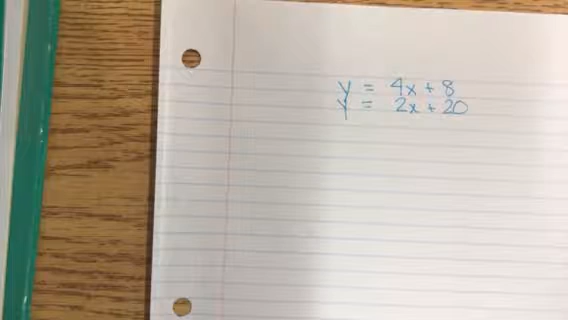 y = 4x + 8
y = 2x + 20